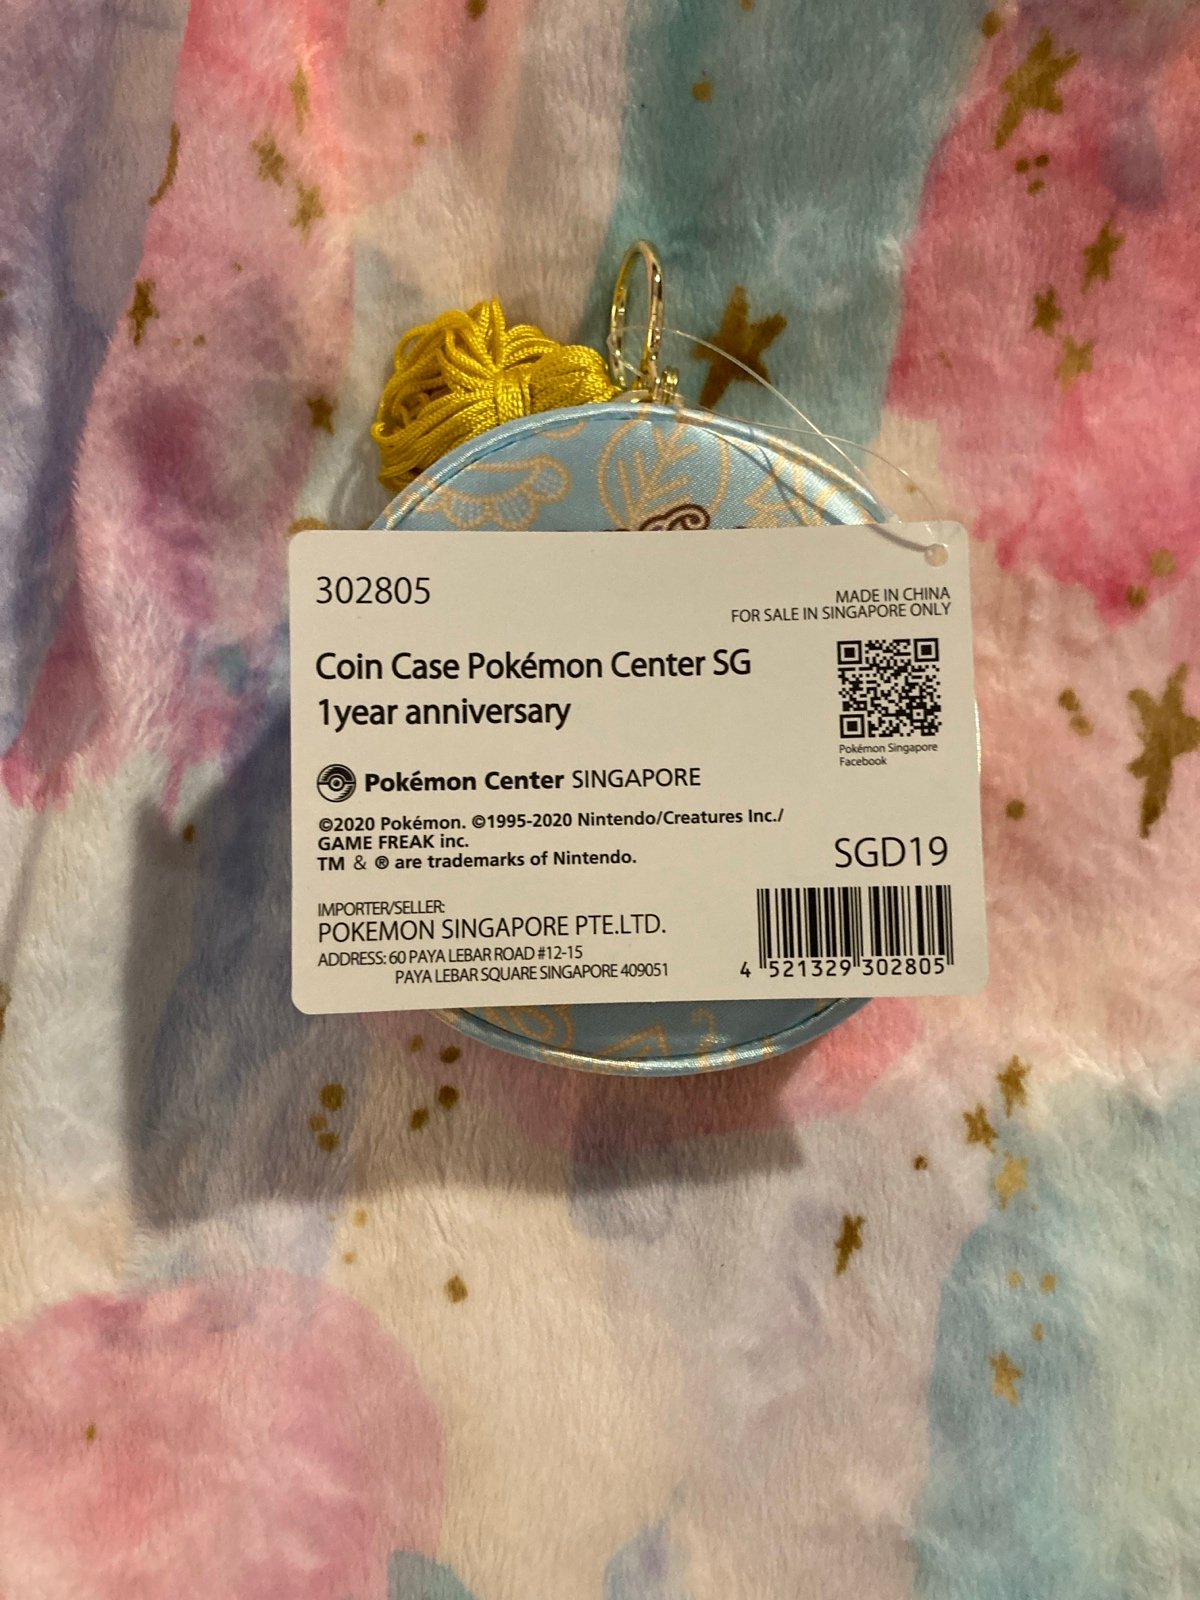 302805
MADE IN CHINA
FOR SALE IN SINGAPORE ONLY
Coin Case Pokémon Center SG
1year anniversary
Pokémon Singapore
Facebook
Pokémon Center SINGAPORE
©2020 Pokémon. ©1995-2020 Nintendo/Creatures Inc./
GAME FREAK inc.
TM & ® are trademarks of Nintendo.
SGD19
IMPORTER/SELLER:
POKEMON SINGAPORE PTE.LTD.
ADDRESS: 60 PAYA LEBAR ROAD #12-15
PAYA LEBAR SQUARE SINGAPORE 409051
4 521329 302805